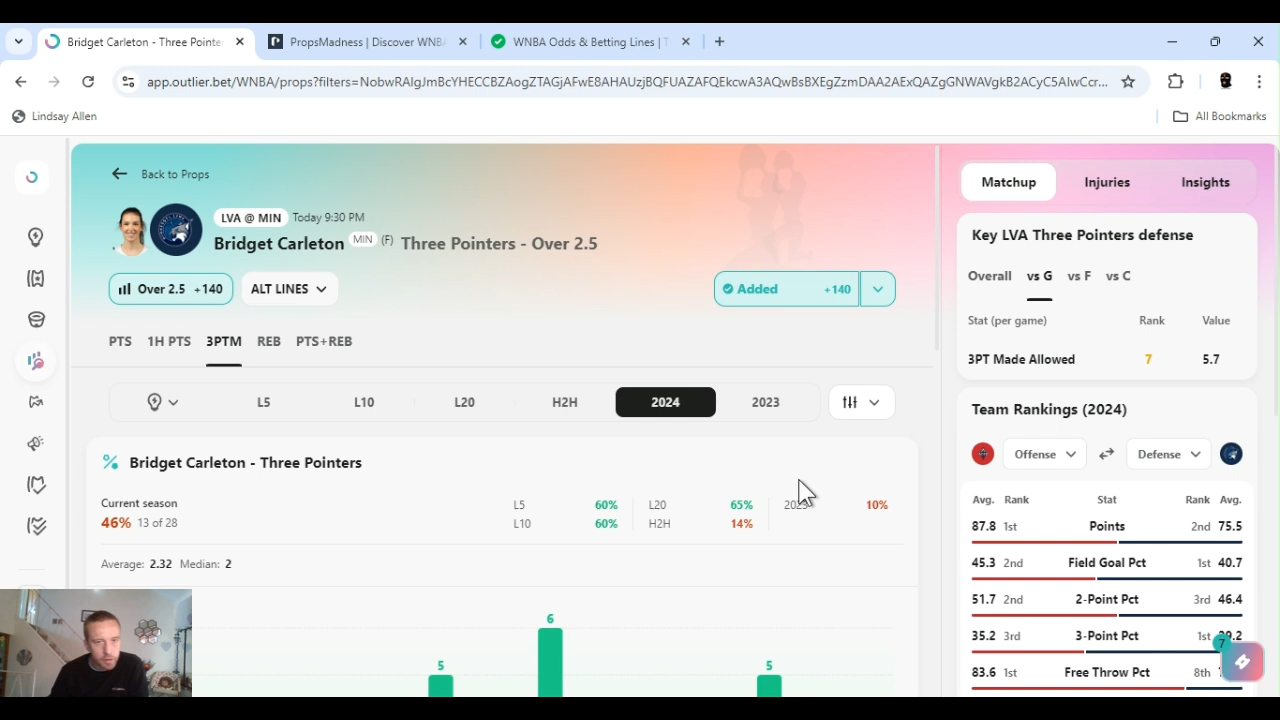 Bridget Carleton - Three Pointe
PropsMadness | Discover WNB
WNBA Odds & Betting Lines | T
app.outlier.bet/WNBA/props?filters=NobwRAlgJmBcYHECCBZAogZTAGjAFwE8AHAUzjBQFUAZAFQEkcwA3AQwBsBXEgZzmDAA2AExQAZgGNWAVgkB2ACyC5AIwCcr...
Lindsay Allen
All Bookmarks
Back to Props
LVA @ MIN Today 9:30 PM
Bridget Carleton MIN (F) Three Pointers - Over 2.5
Over 2.5 +140
ALT LINES
Added +140
PTS 1H PTS 3PTM REB PTS+REB
L5 L10 L20 H2H 2024 2023
Bridget Carleton - Three Pointers
Current season
46% 13 of 28
L5 60% L20 65% 10%
L10 60% H2H 14%
Average: 2.32 Median: 2
5
6
5
Matchup Injuries Insights
Key LVA Three Pointers defense
Overall vs G vs F vs C
Stat (per game) Rank Value
3PT Made Allowed 7 5.7
Team Rankings (2024)
Offense Defense
Avg. Rank Stat Rank Avg.
87.8 1st Points 2nd 75.5
45.3 2nd Field Goal Pct 1st 40.7
51.7 2nd 2-Point Pct 3rd 46.4
35.2 3rd 3-Point Pct 1st
7
83.6 1st Free Throw Pct 8th